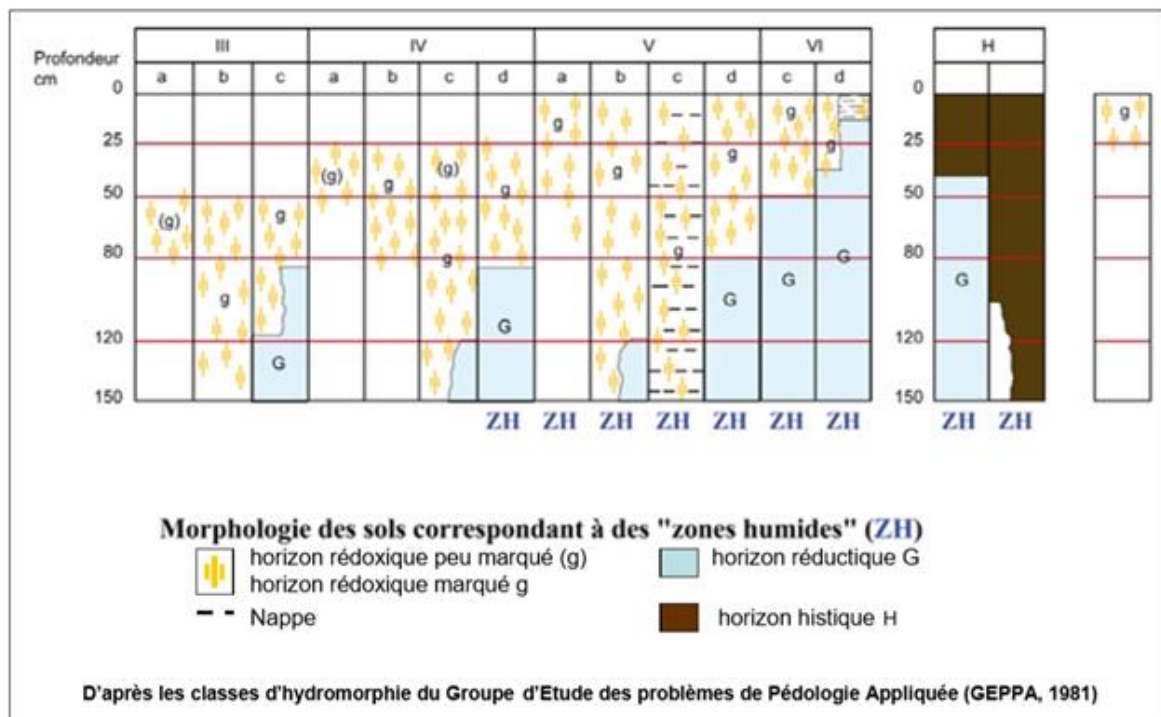 III IV V VI H
Profondeur
cm
a b c a b c d a b c d c d
0 0
g g
g
25 25
(g) g (g) g g g g
50 50
(g) g
g
80 80
g G
g G G G
G
120 120
G
150 150
ZH ZH ZH ZH ZH ZH ZH ZH ZH
Morphologie des sols correspondant à des "zones humides" (ZH)
horizon rédoxique peu marqué (g) horizon réductique G
horizon rédoxique marqué g
Nappe horizon histique H
D'après les classes d'hydromorphie du Groupe d'Etude des problèmes de Pédologie Appliquée (GEPPA, 1981)